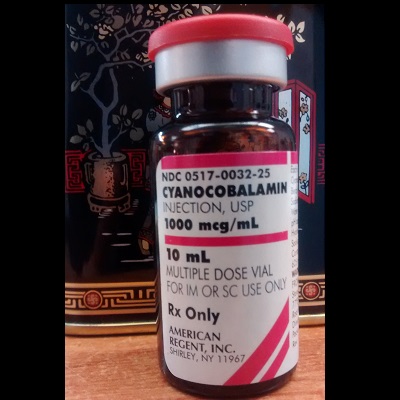 NDC 0517-0032-25
CYANOCOBALAMIN
INJECTION, USP
1000 mcg/mL
10 mL
MULTIPLE DOSE VIAL
FOR IM OR SC USE ONLY
Rx Only
AMERICAN
REGENT, INC.
SHIRLEY, NY 11967